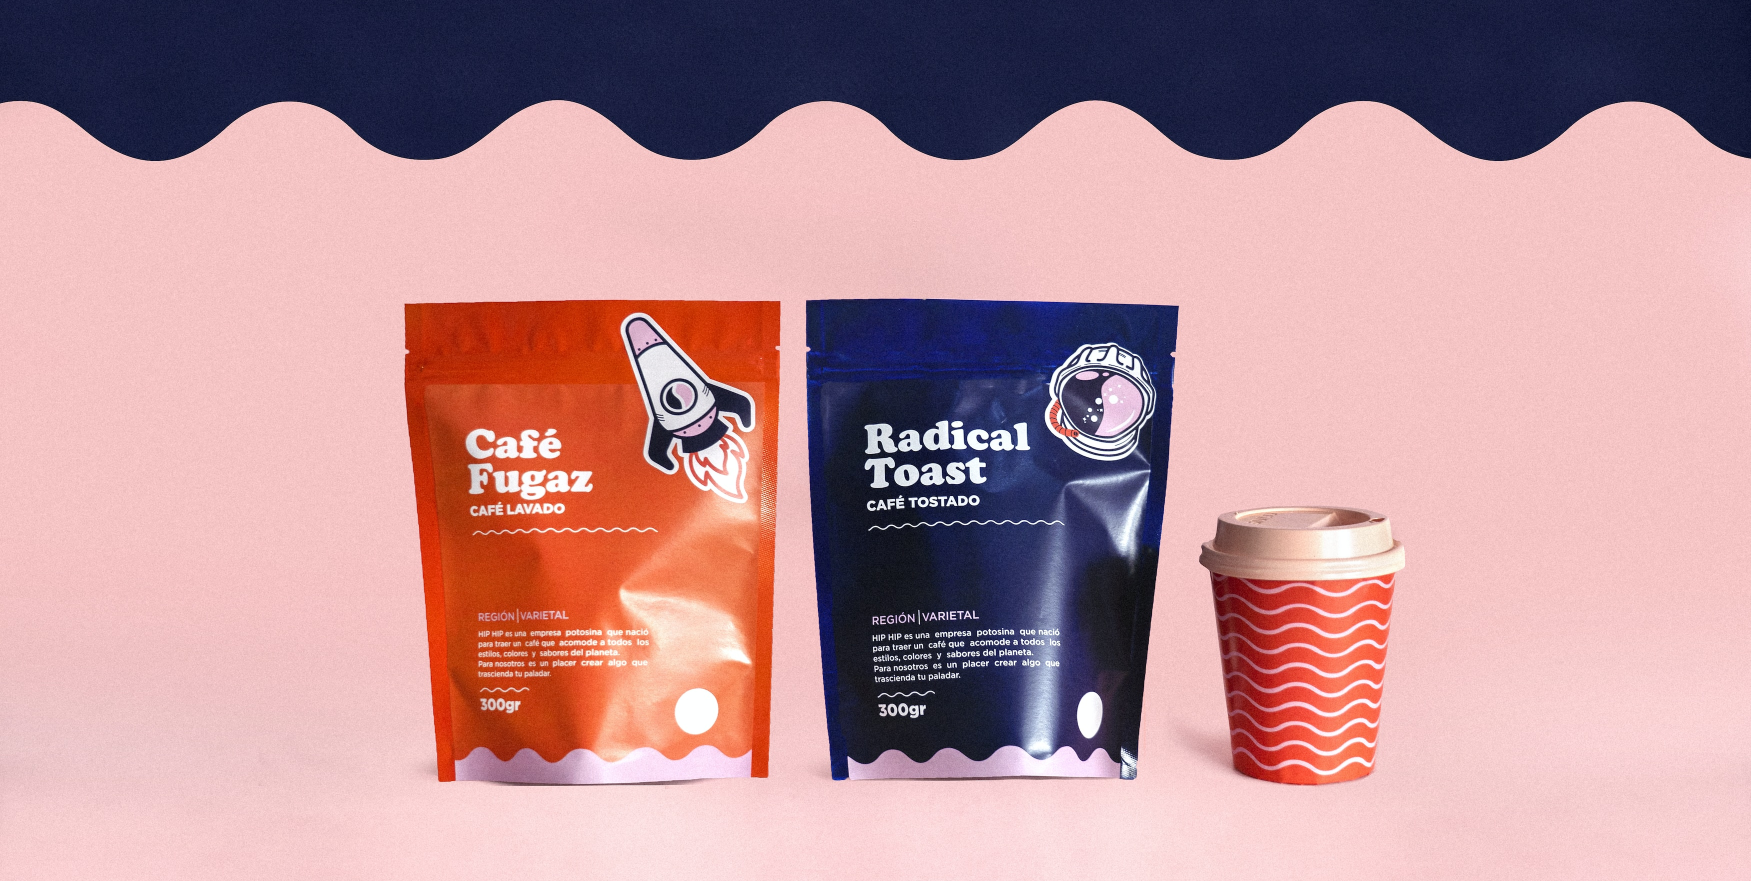 Café
Fugaz
CAFÉ LAVADO
REGIÓN|VARIETAL
HIP HIP es una empresa potosina que nació
para traer un café que acomode a todos los
estilos, colores y sabores del planeta.
Para nosotros es un placer crear algo que
trascienda tu paladar.
300gr
Radical
Toast
CAFÉ TOSTADO
REGIÓN|VARIETAL
HIP HIP es una empresa potosina que nació
para traer un café que acomode a todos los
estilos, colores y sabores del planeta.
Para nosotros es un placer crear algo que
trascienda tu paladar.
300gr